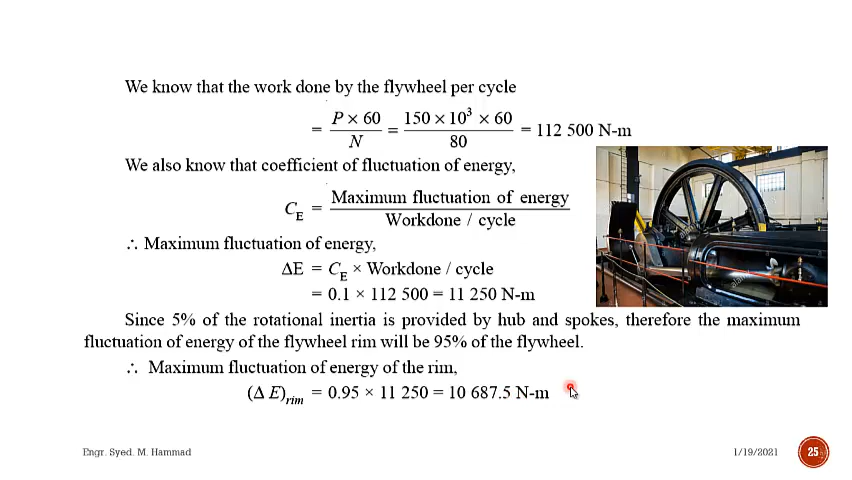 We know that the work done by the flywheel per cycle
= P × 60 / N = 150 × 10³ × 60 / 80 = 112 500 N-m
We also know that coefficient of fluctuation of energy,
C_E = Maximum fluctuation of energy / Workdone / cycle
∴ Maximum fluctuation of energy,
ΔE = C_E × Workdone / cycle
= 0.1 × 112 500 = 11 250 N-m
Since 5% of the rotational inertia is provided by hub and spokes, therefore the maximum
fluctuation of energy of the flywheel rim will be 95% of the flywheel.
∴ Maximum fluctuation of energy of the rim,
(Δ E)_rim = 0.95 × 11 250 = 10 687.5 N-m
Engr. Syed. M. Hammad
1/19/2021
25